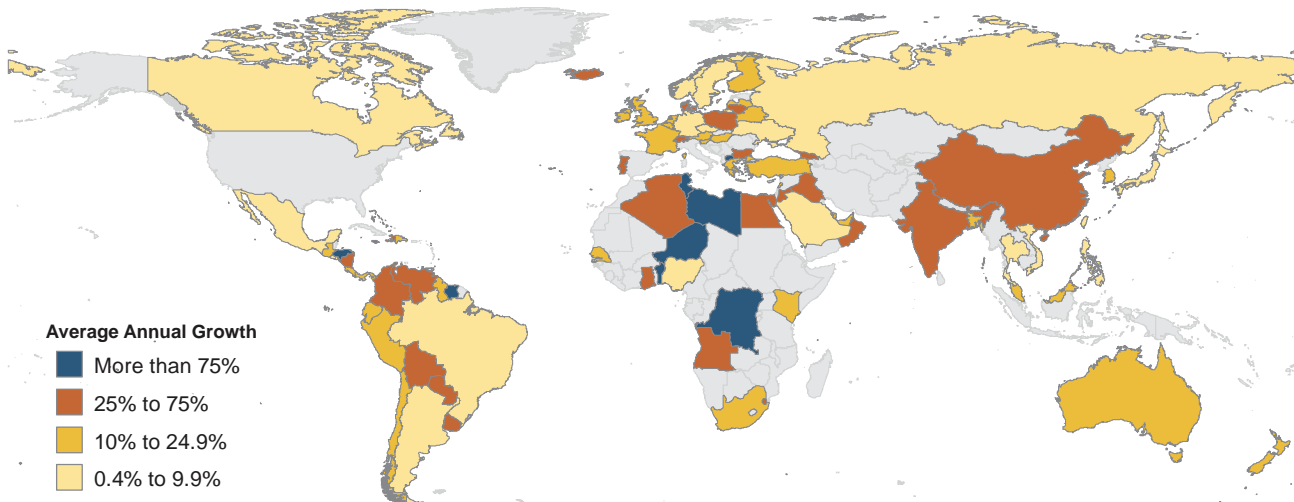 Average Annual Growth
More than 75%
25% to 75%
10% to 24.9%
0.4% to 9.9%